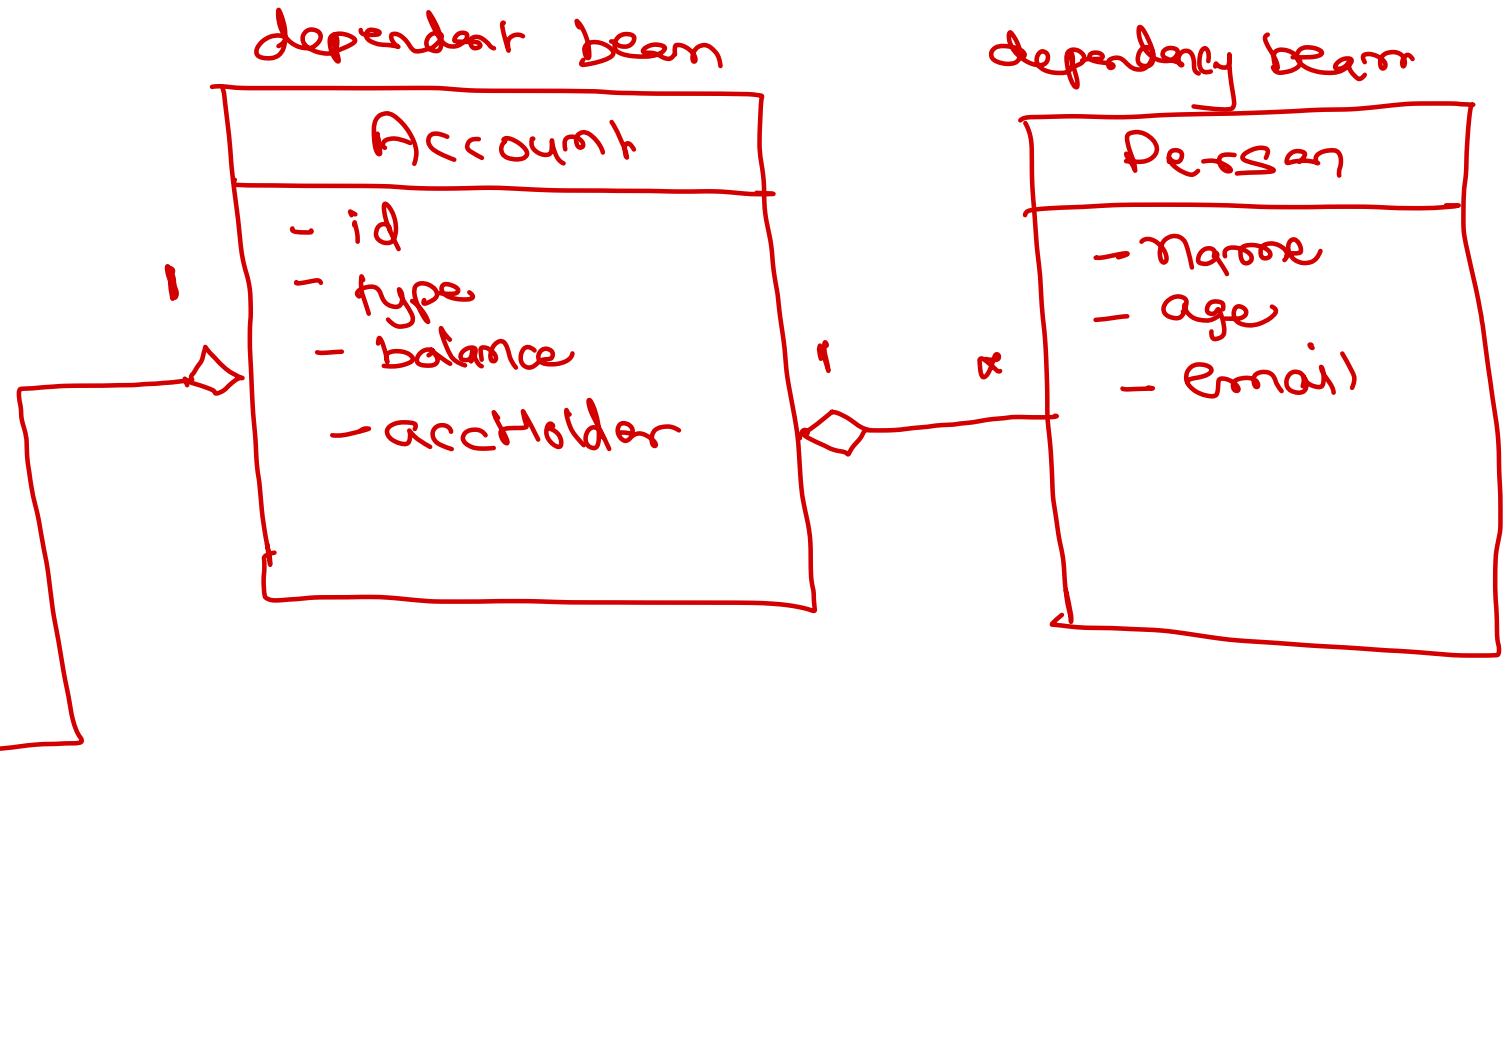 dependent bean
dependency bean
Account
Person
- id
- type
- balance
- accHolder
- name
- age
- email
1
1
*